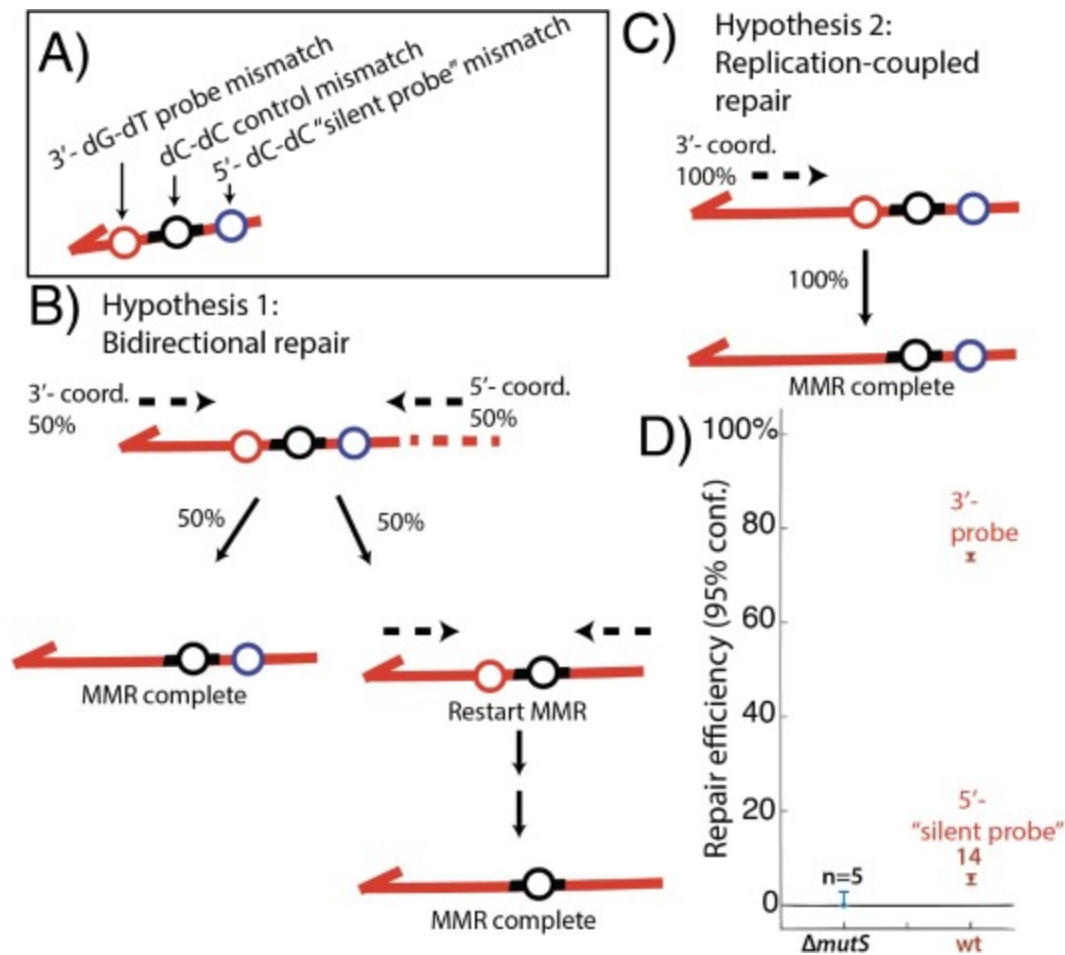 A)
3'- dG-dT probe mismatch
dC-dC control mismatch
5'- dC-dC "silent probe" mismatch
B) Hypothesis 1:
Bidirectional repair
3'- coord.
50%
5'- coord.
50%
50%
50%
MMR complete
Restart MMR
MMR complete
C) Hypothesis 2:
Replication-coupled
repair
3'- coord.
100%
100%
MMR complete
D)
Repair efficiency (95% conf.)
100%
80
60
40
20
0
3'-
probe
5'-
"silent probe"
14
n=5
ΔmutS
wt